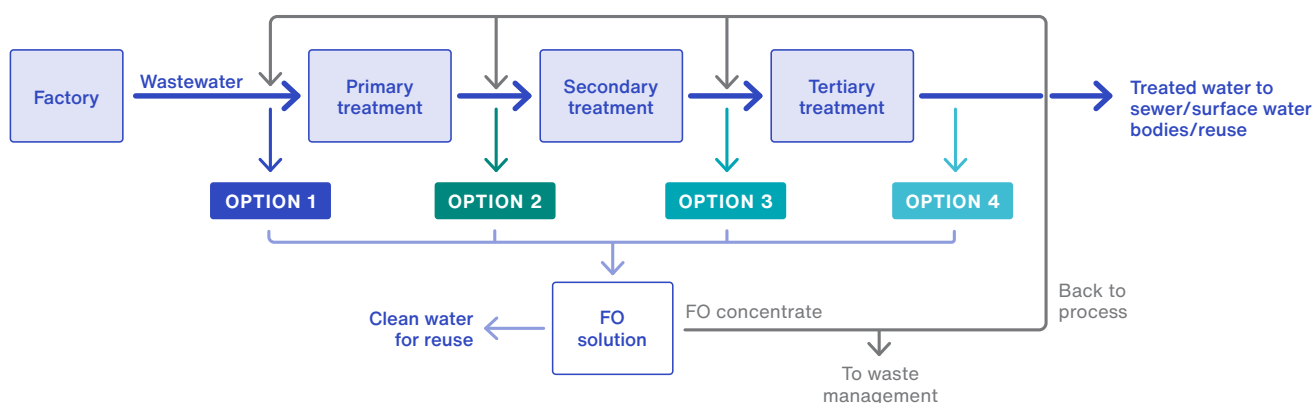 Factory
Wastewater
Primary
treatment
Secondary
treatment
Tertiary
treatment
Treated water to
sewer/surface water
bodies/reuse
OPTION 1
OPTION 2
OPTION 3
OPTION 4
Clean water
for reuse
FO
solution
FO concentrate
Back to
process
To waste
management